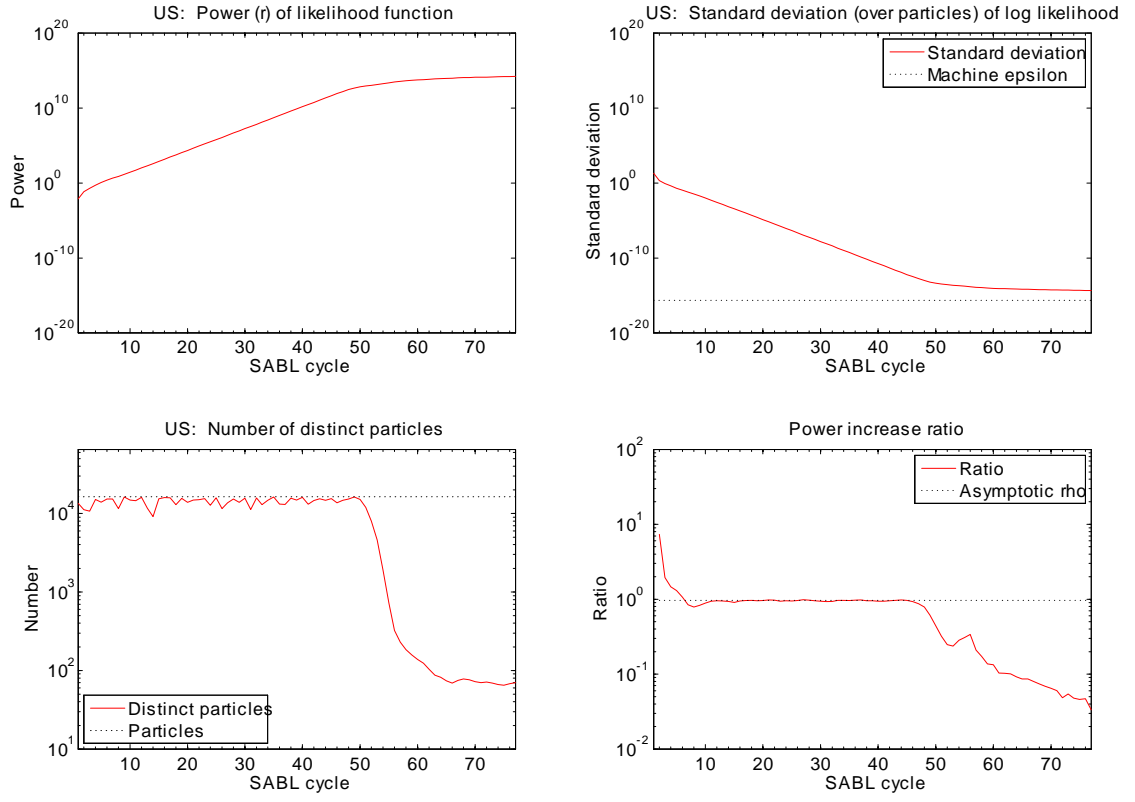 US: Power (r) of likelihood function
10^20
10^10
10^0
10^-10
10^-20
Power
10 20 30 40 50 60 70
SABL cycle
US: Standard deviation (over particles) of log likelihood
10^20
10^10
10^0
10^-10
10^-20
Standard deviation
Standard deviation
Machine epsilon
10 20 30 40 50 60 70
SABL cycle
US: Number of distinct particles
10^4
10^3
10^2
10^1
Number
Distinct particles
Particles
10 20 30 40 50 60 70
SABL cycle
Power increase ratio
10^2
10^1
10^0
10^-1
10^-2
Ratio
Ratio
Asymptotic rho
10 20 30 40 50 60 70
SABL cycle